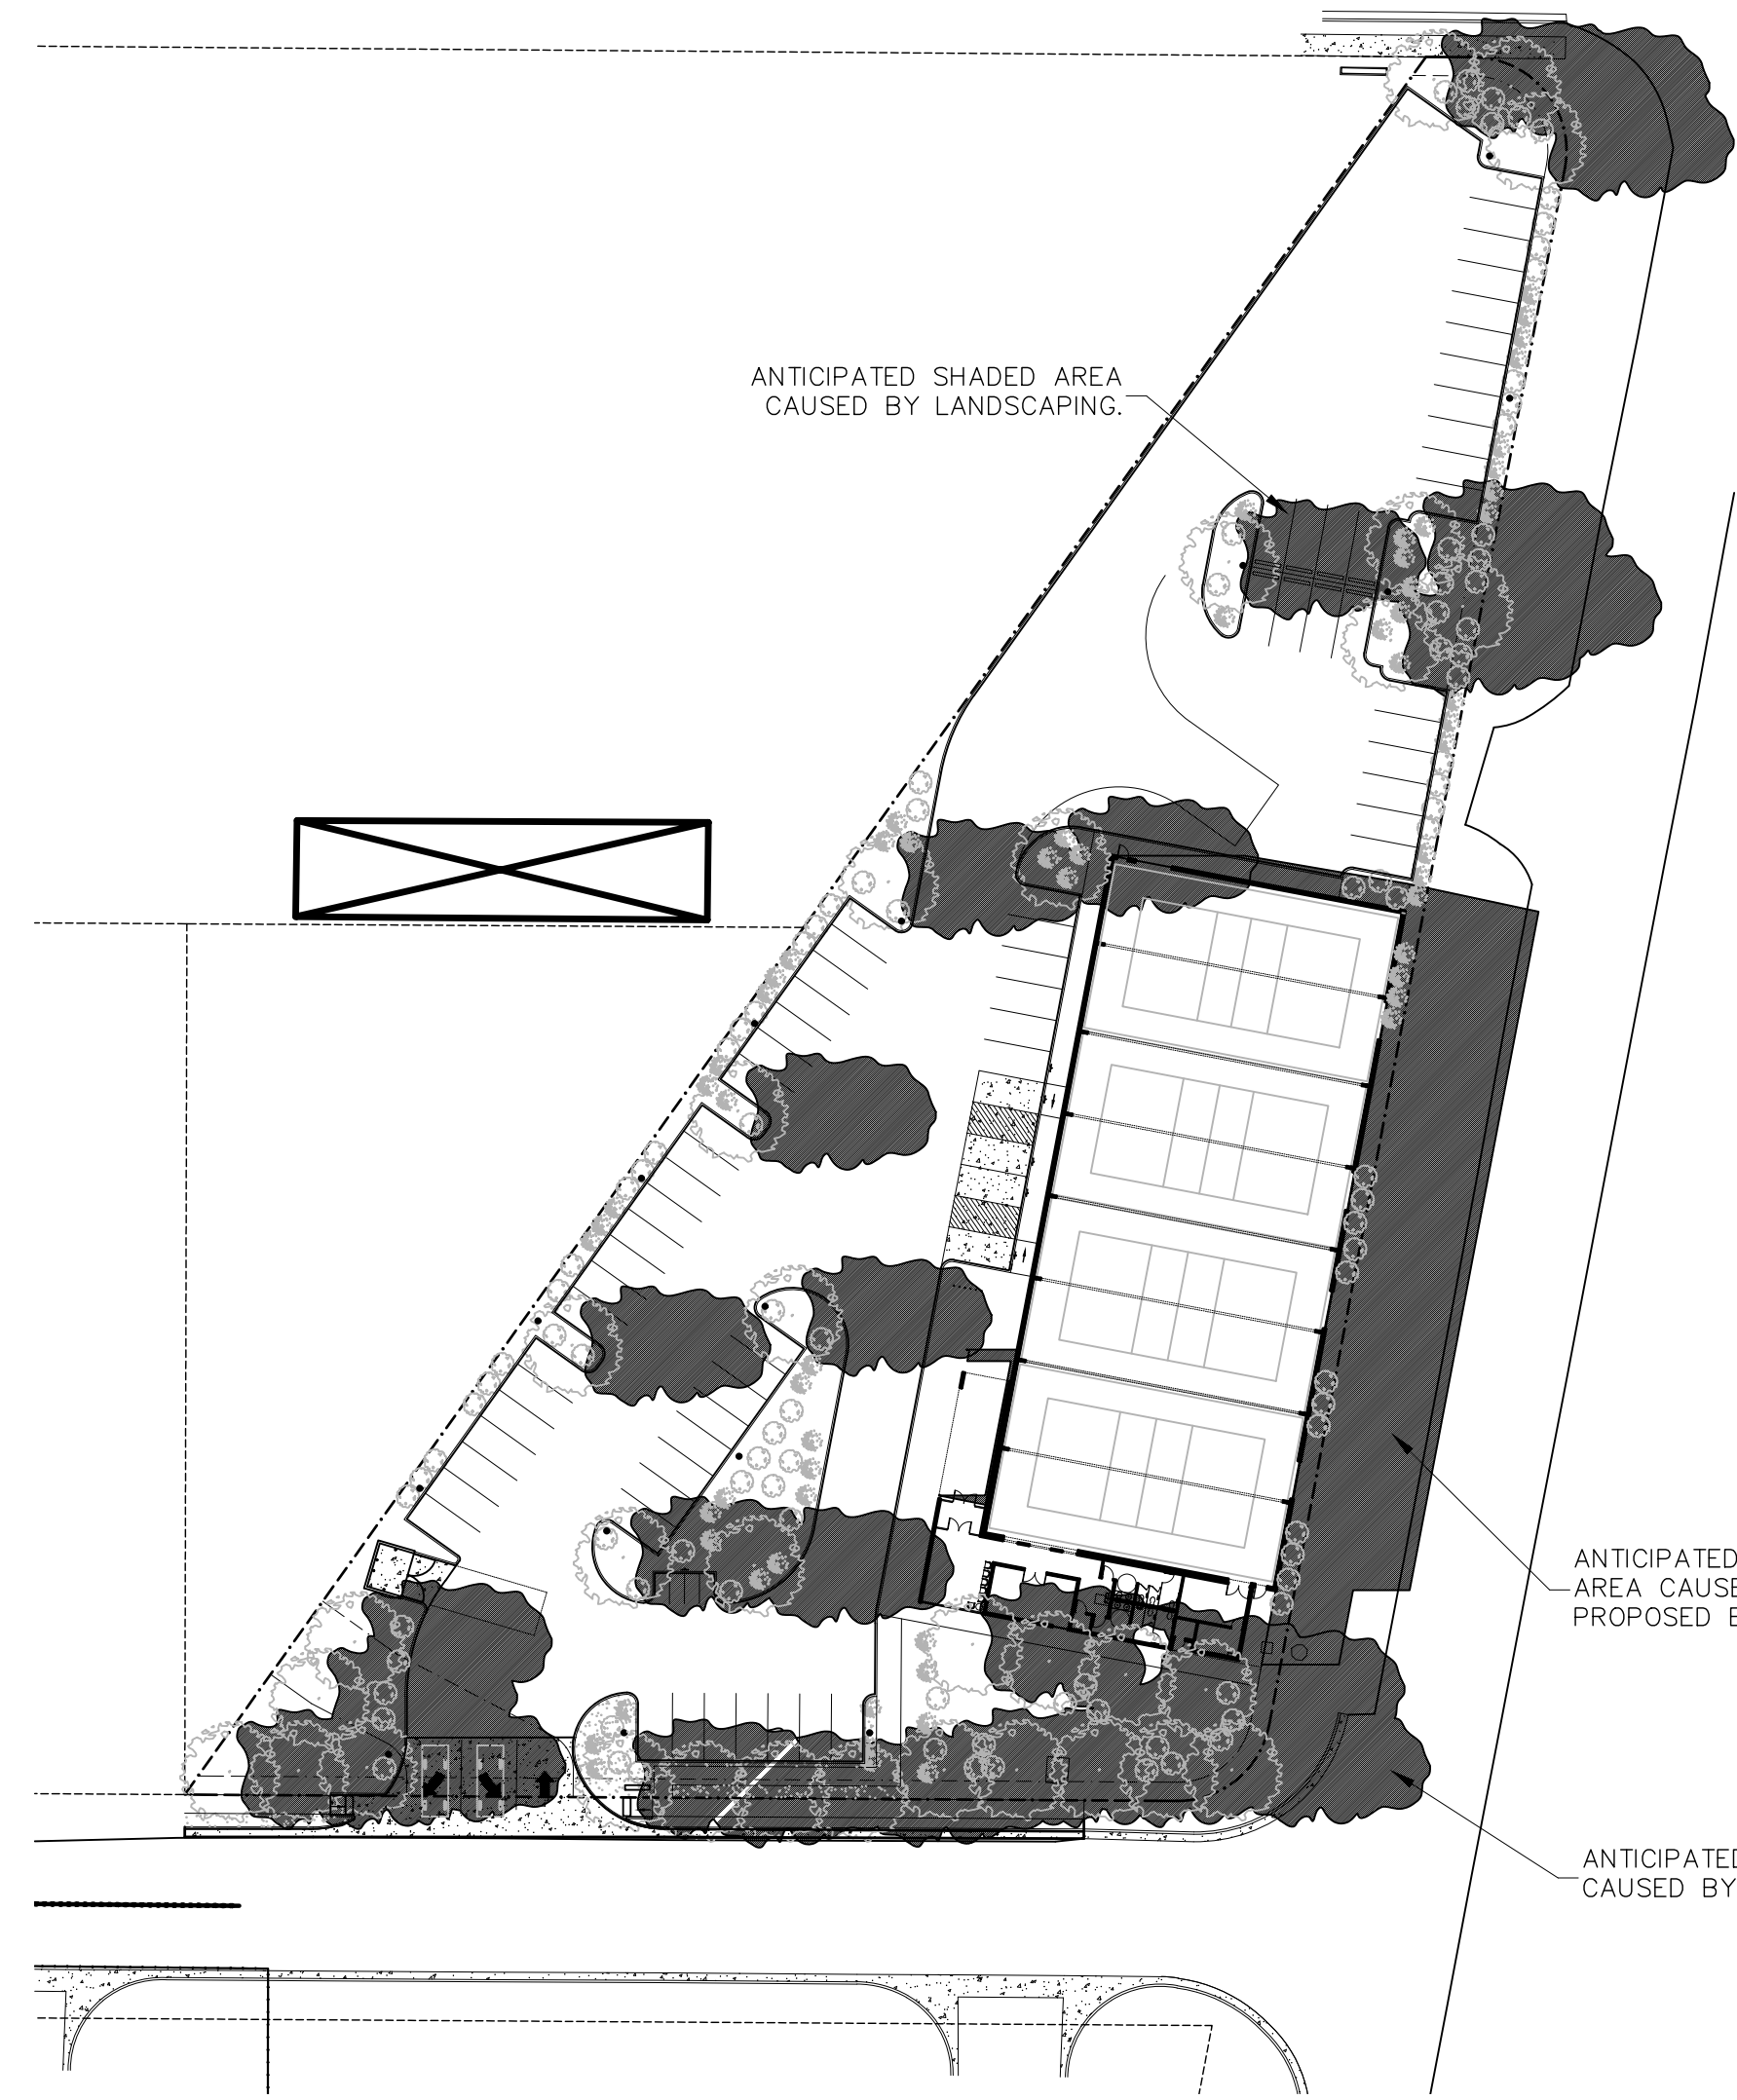 ANTICIPATED SHADED AREA
CAUSED BY LANDSCAPING.
ANTICIPATED
AREA CAUSE
PROPOSED
ANTICIPATED
CAUSED BY